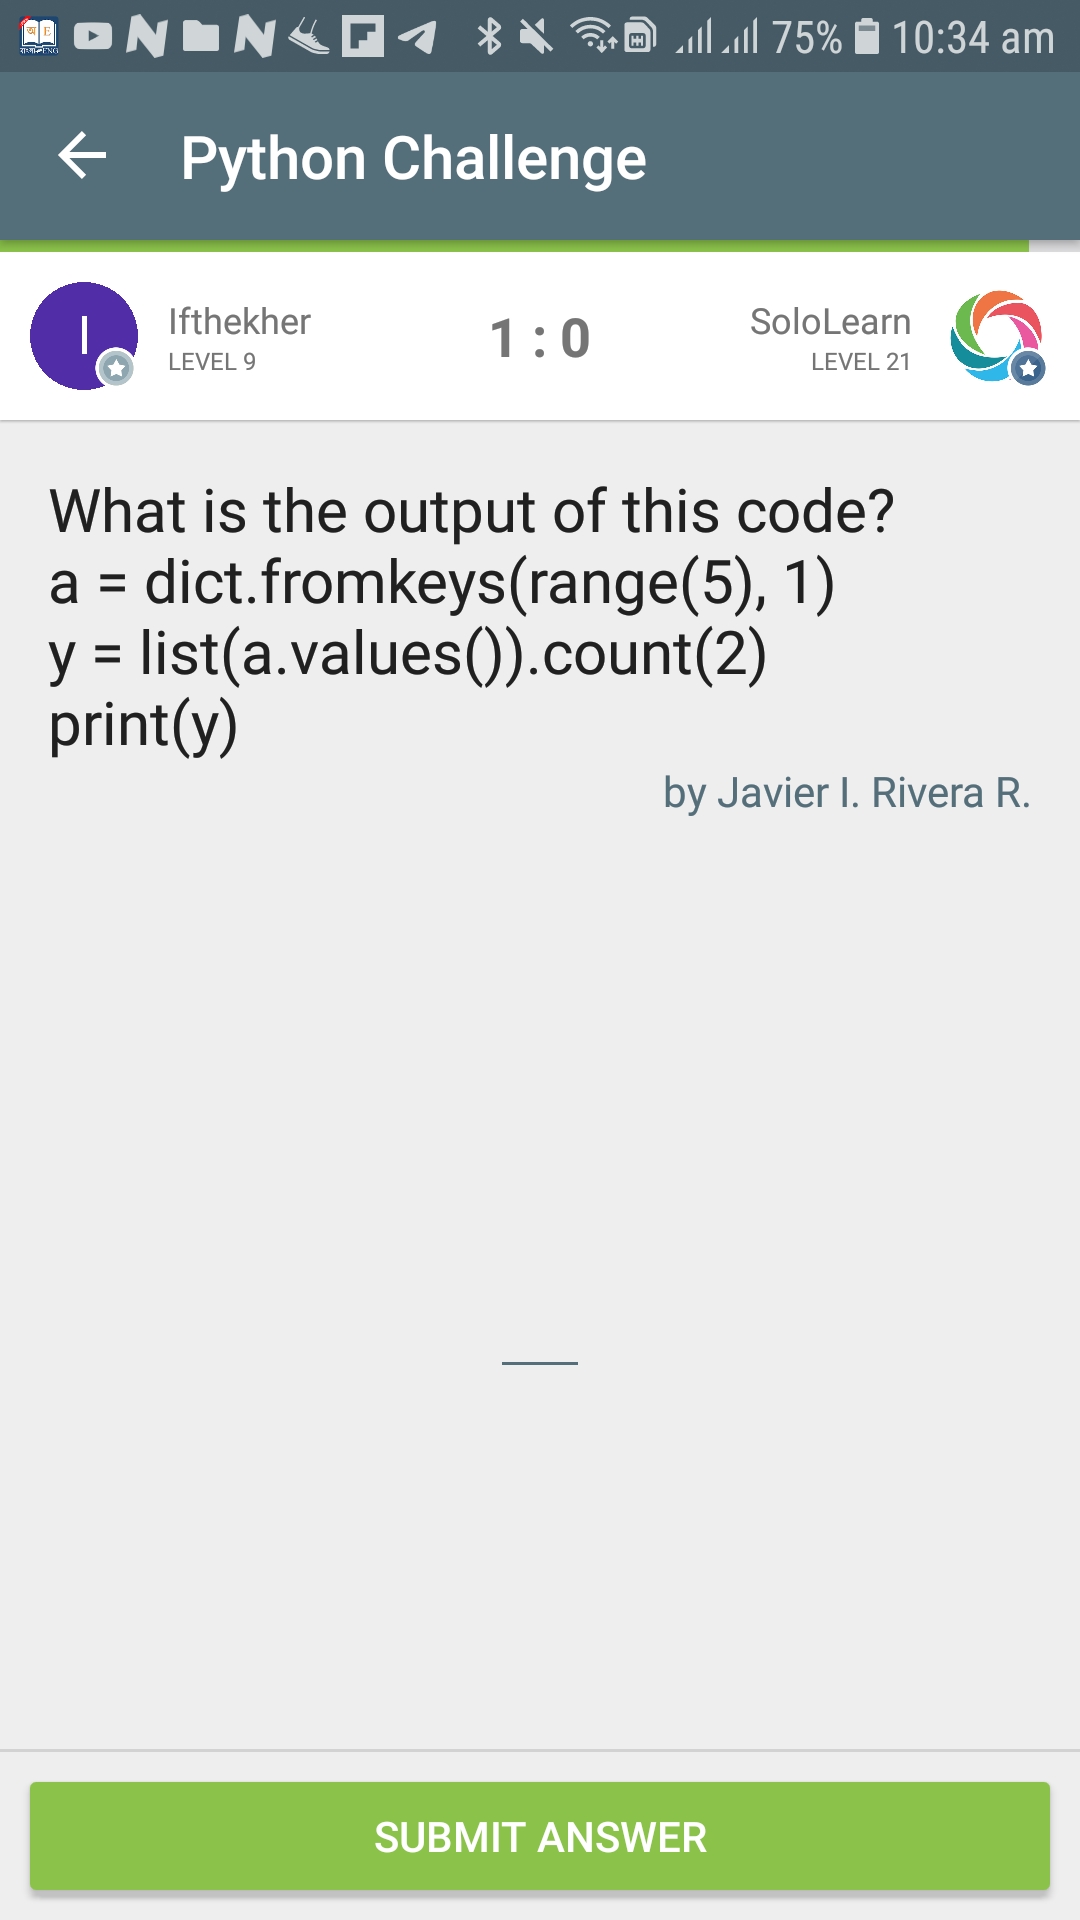 75% 10:34 am
Python Challenge
I
Ifthekher
LEVEL 9
1 : 0
SoloLearn
LEVEL 21
What is the output of this code?
a = dict.fromkeys(range(5), 1)
y = list(a.values()).count(2)
print(y)
by Javier I. Rivera R.
SUBMIT ANSWER